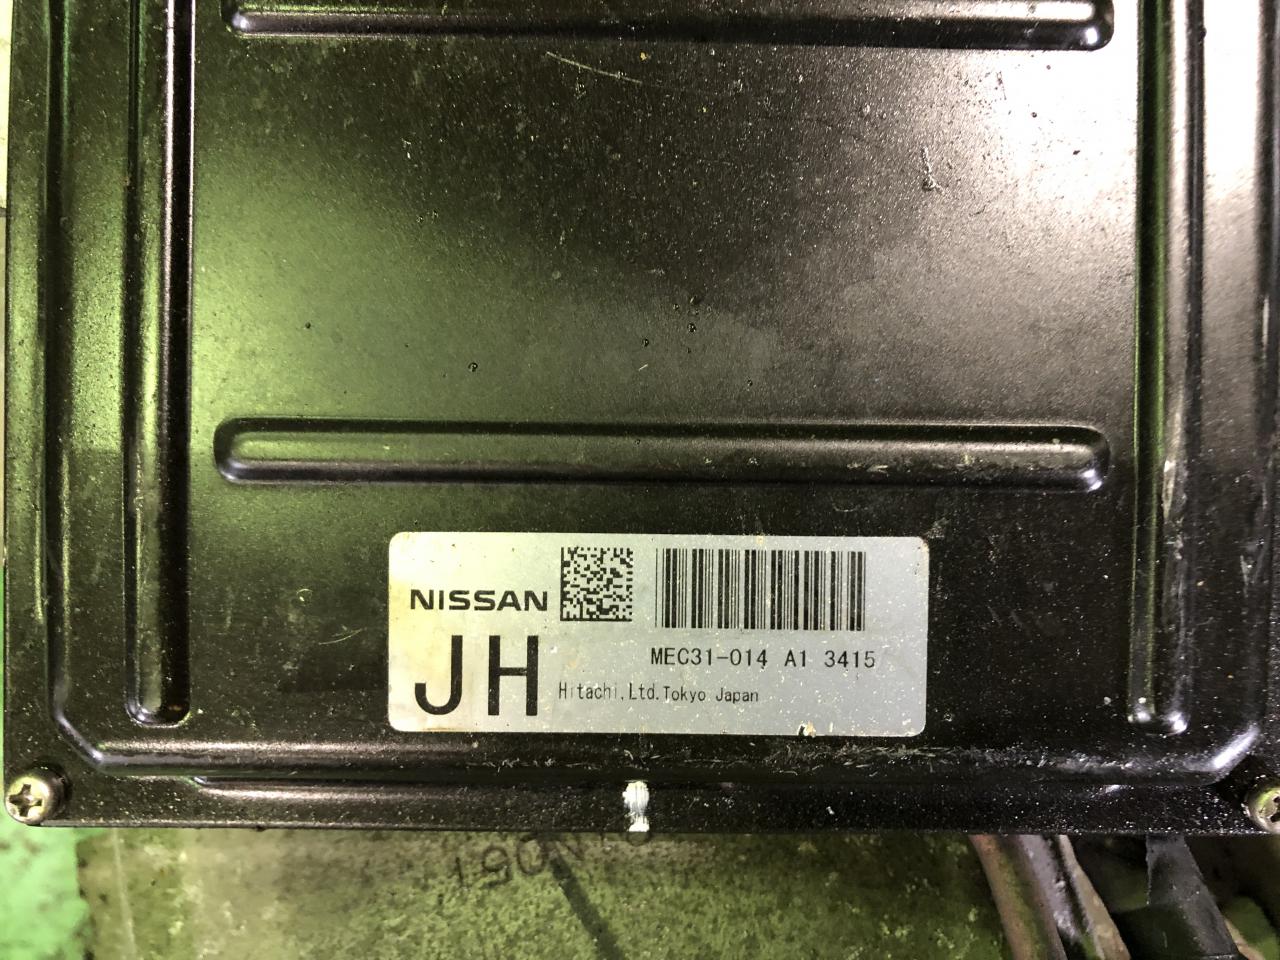 NISSAN
JH
MEC31-014 A1 3415
Hitachi,Ltd.Tokyo Japan